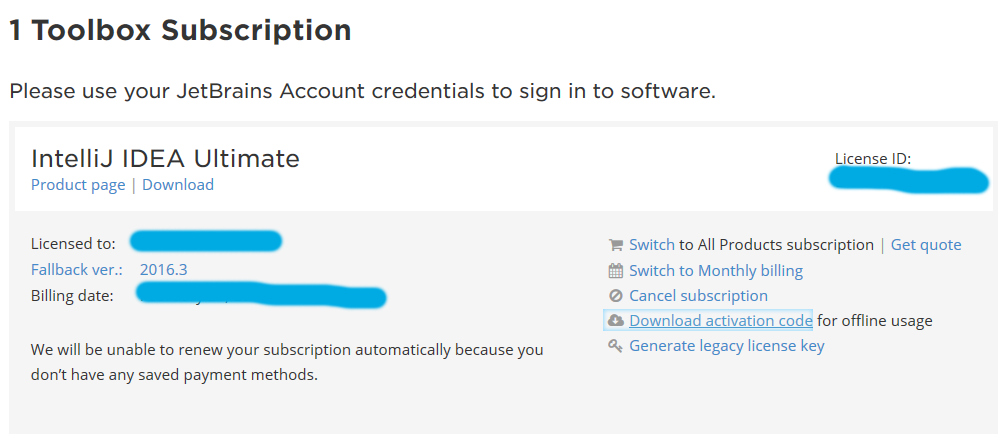 1 Toolbox Subscription
Please use your JetBrains Account credentials to sign in to software.
IntelliJ IDEA Ultimate
Product page | Download
License ID:
Licensed to:
Fallback ver.: 2016.3
Billing date:
We will be unable to renew your subscription automatically because you
don't have any saved payment methods.
Switch to All Products subscription | Get quote
Switch to Monthly billing
Cancel subscription
Download activation code for offline usage
Generate legacy license key